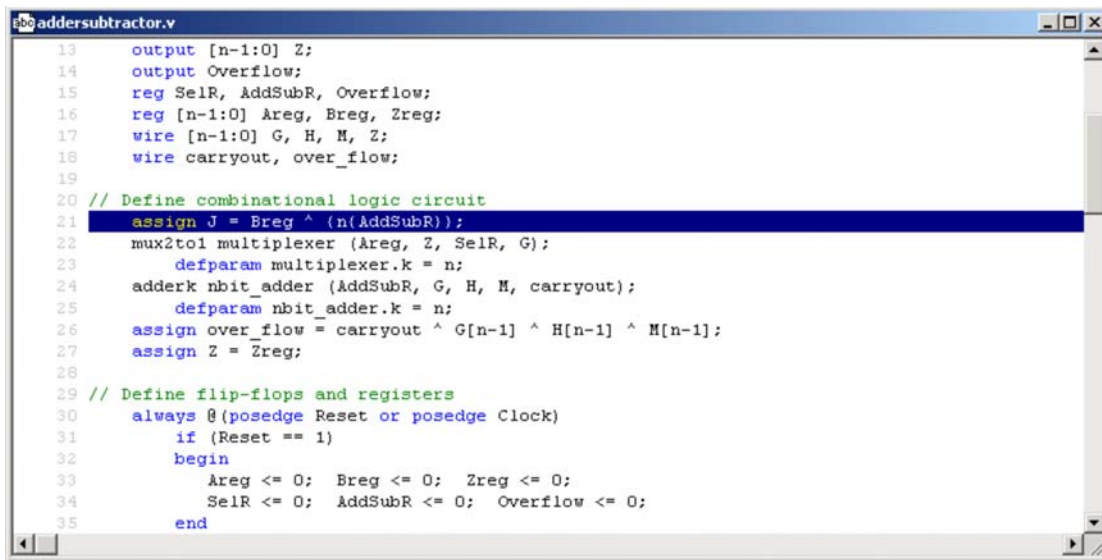 abc addersubtractor.v
13 output [n-1:0] Z;
14 output Overflow;
15 reg SelR, AddSubR, Overflow;
16 reg [n-1:0] Areg, Breg, Zreg;
17 wire [n-1:0] G, H, M, Z;
18 wire carryout, over_flow;
19
20 // Define combinational logic circuit
21 assign J = Breg ^ {n{AddSubR}};
22 mux2to1 multiplexer (Areg, Z, SelR, G);
23 defparam multiplexer.k = n;
24 adderk nbit_adder (AddSubR, G, H, M, carryout);
25 defparam nbit_adder.k = n;
26 assign over_flow = carryout ^ G[n-1] ^ H[n-1] ^ M[n-1];
27 assign Z = Zreg;
28
29 // Define flip-flops and registers
30 always @(posedge Reset or posedge Clock)
31 if (Reset == 1)
32 begin
33 Areg <= 0; Breg <= 0; Zreg <= 0;
34 SelR <= 0; AddSubR <= 0; Overflow <= 0;
35 end